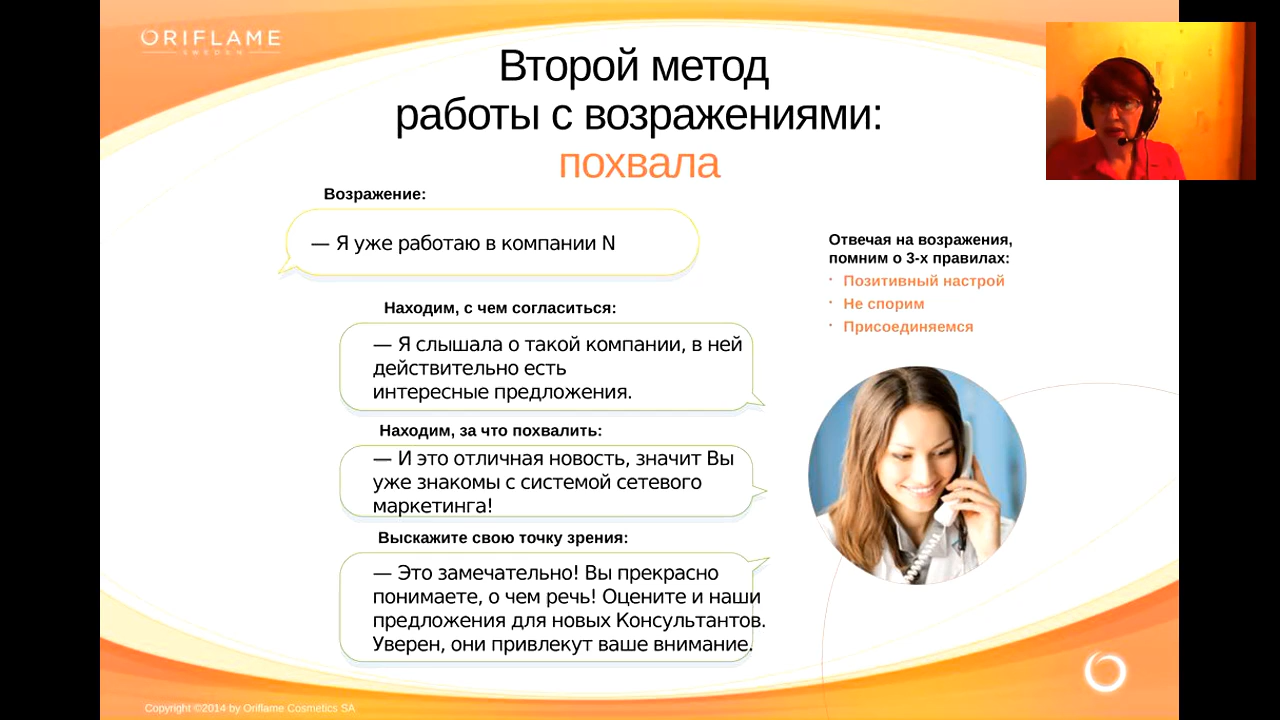 ORIFLAME
SWEDEN
Второй метод
работы с возражениями:
похвала
Возражение:
— Я уже работаю в компании N
Находим, с чем согласиться:
— Я слышала о такой компании, в ней
действительно есть
интересные предложения.
Находим, за что похвалить:
— И это отличная новость, значит Вы
уже знакомы с системой сетевого
маркетинга!
Выскажите свою точку зрения:
— Это замечательно! Вы прекрасно
понимаете, о чем речь! Оцените и наши
предложения для новых Консультантов.
Уверен, они привлекут ваше внимание.
Отвечая на возражения,
помним о 3-х правилах:
· Позитивный настрой
· Не спорим
· Присоединяемся
Copyright ©2014 by Oriflame Cosmetics SA